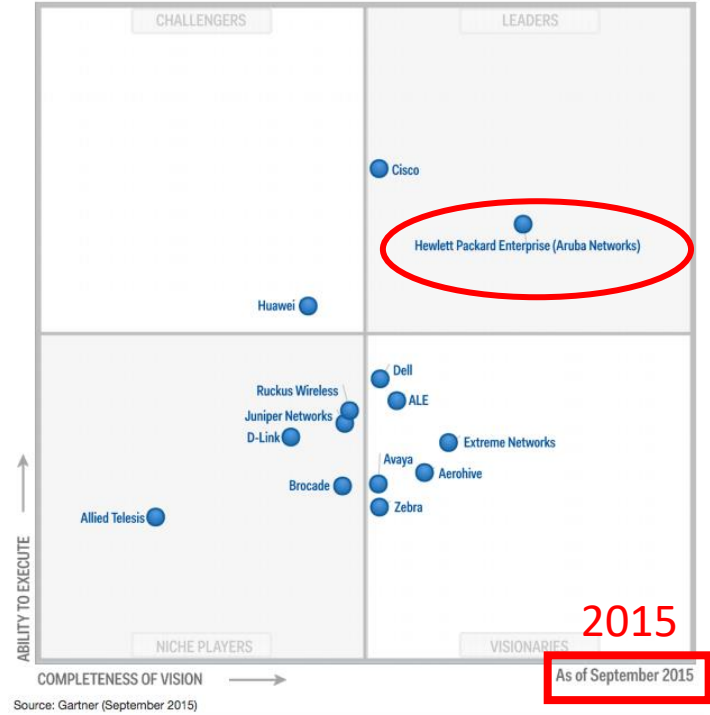 CHALLENGERS
LEADERS
Cisco
Hewlett Packard Enterprise (Aruba Networks)
Huawei
Dell
Ruckus Wireless
ALE
Juniper Networks
D-Link
Extreme Networks
Avaya
Aerohive
Brocade
Zebra
Allied Telesis
ABILITY TO EXECUTE
2015
NICHE PLAYERS
VISIONARIES
COMPLETENESS OF VISION
As of September 2015
Source: Gartner (September 2015)